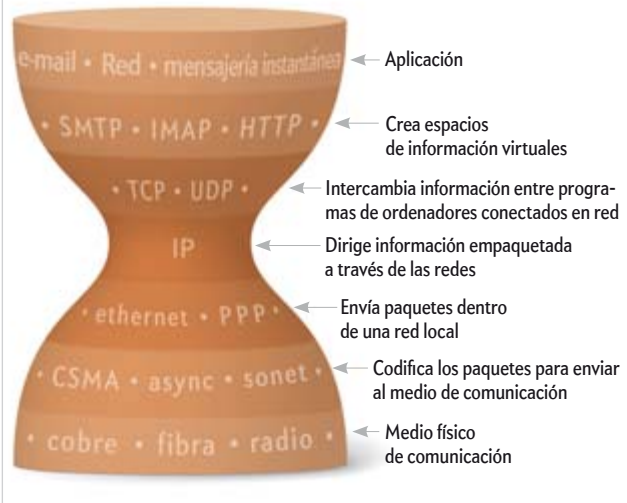 e-mail • Red • mensajería instantánea
Aplicación
• SMTP • IMAP • HTTP •
Crea espacios
de información virtuales
• TCP • UDP •
Intercambia información entre progra-
mas de ordenadores conectados en red
IP
Dirige información empaquetada
a través de las redes
• ethernet • PPP •
Envía paquetes dentro
de una red local
• CSMA • async • sonet •
Codifica los paquetes para enviar
al medio de comunicación
• cobre • fibra • radio •
Medio físico
de comunicación